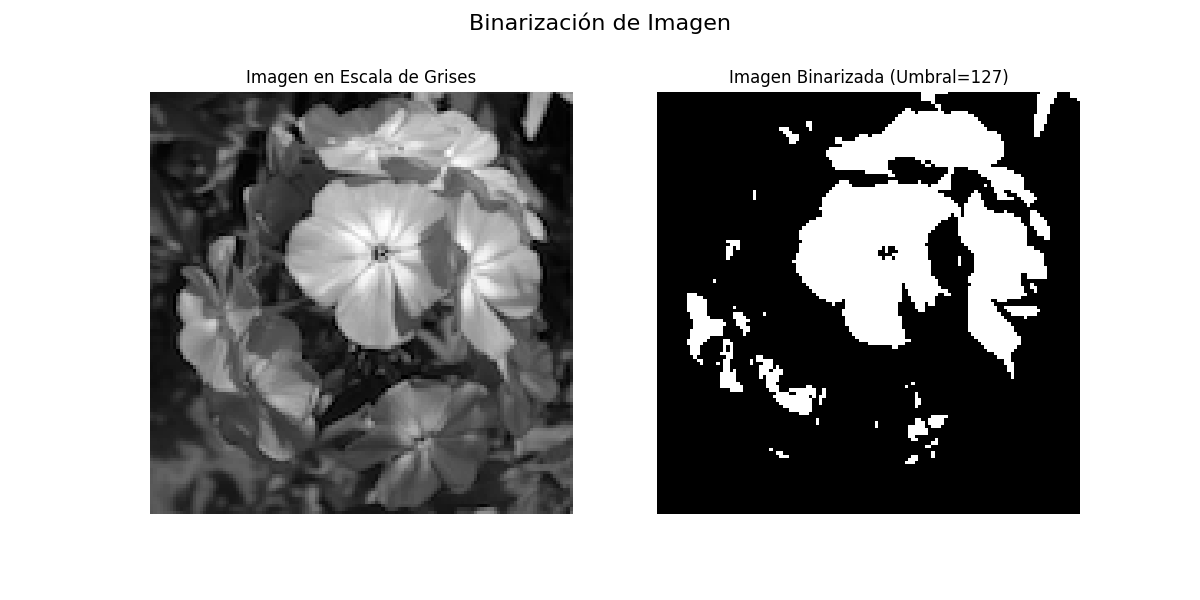 Binarización de Imagen
Imagen en Escala de Grises
Imagen Binarizada (Umbral=127)